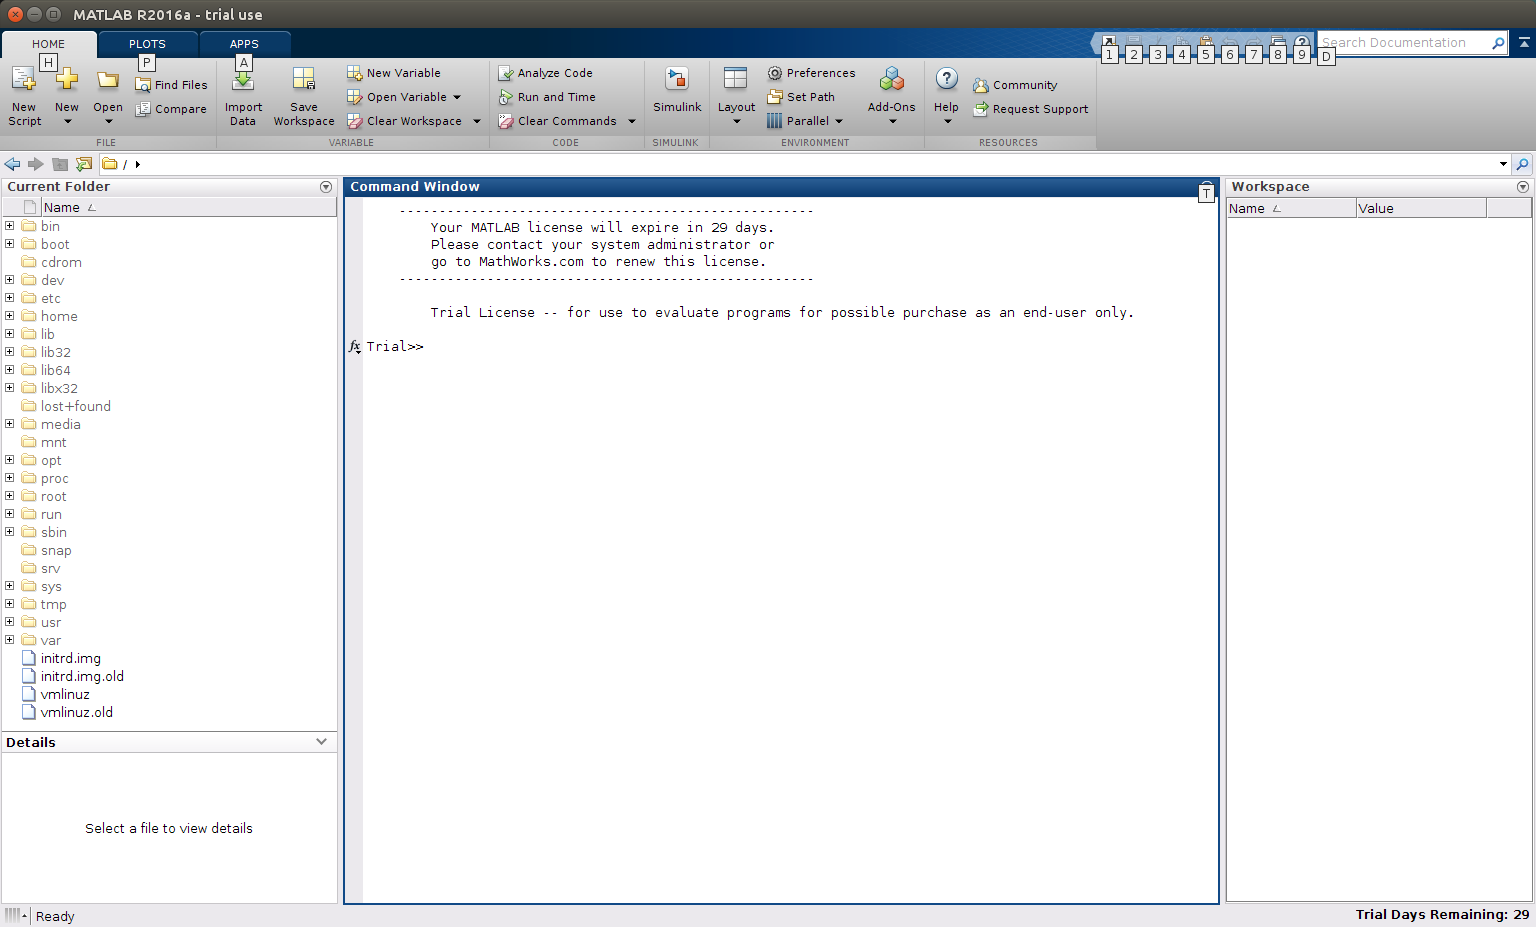 MATLAB R2016a - trial use
HOME PLOTS APPS
Search Documentation
H P A 1 2 3 4 5 6 7 8 9 D
New Script
New
Open
Find Files
Compare
FILE
Import Data
Save Workspace
New Variable
Open Variable
Clear Workspace
VARIABLE
Analyze Code
Run and Time
Clear Commands
CODE
Simulink
SIMULINK
Layout
Preferences
Set Path
Parallel
Add-Ons
ENVIRONMENT
Help
Community
Request Support
RESOURCES
/
Current Folder
Name
bin
boot
cdrom
dev
etc
home
lib
lib32
lib64
libx32
lost+found
media
mnt
opt
proc
root
run
sbin
snap
srv
sys
tmp
usr
var
initrd.img
initrd.img.old
vmlinuz
vmlinuz.old
Details
Select a file to view details
Command Window
T
-----------------------------------------------------
Your MATLAB license will expire in 29 days.
Please contact your system administrator or
go to MathWorks.com to renew this license.
-----------------------------------------------------
Trial License -- for use to evaluate programs for possible purchase as an end-user only.
fx Trial>>
Workspace
Name Value
Ready
Trial Days Remaining: 29